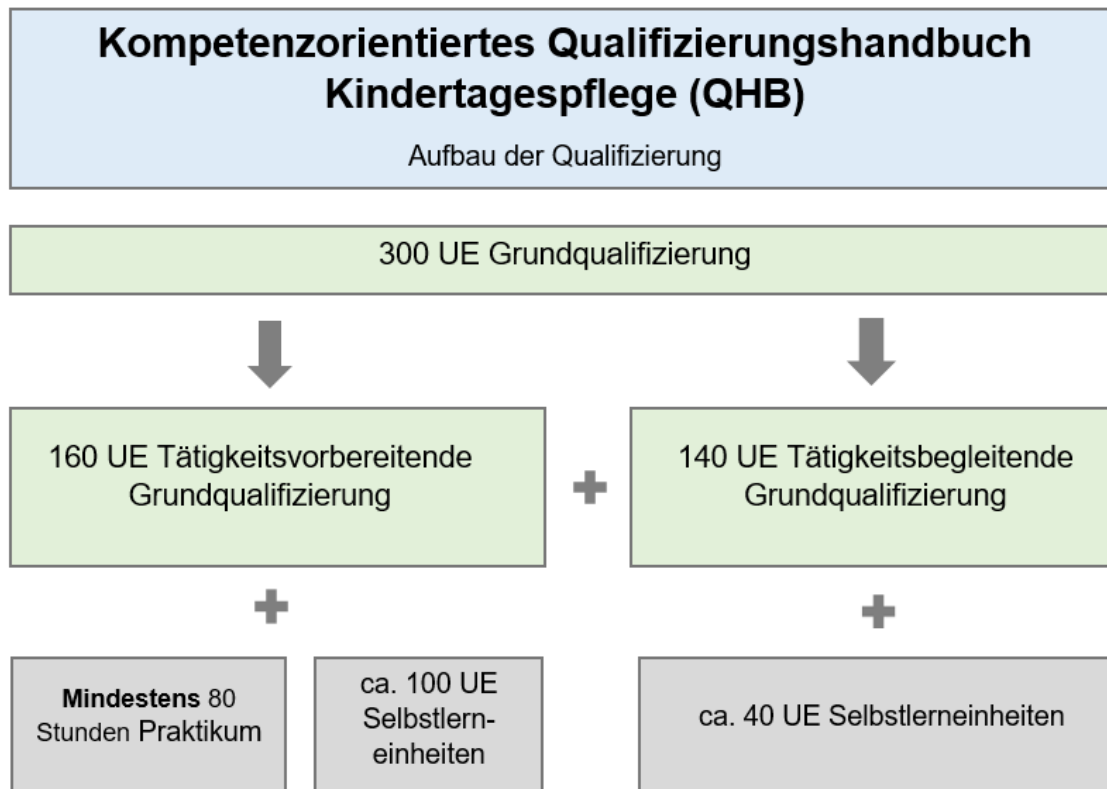 Kompetenzorientiertes Qualifizierungshandbuch
Kindertagespflege (QHB)
Aufbau der Qualifizierung
300 UE Grundqualifizierung
160 UE Tätigkeitsvorbereitende
Grundqualifizierung
140 UE Tätigkeitsbegleitende
Grundqualifizierung
Mindestens 80
Stunden Praktikum
ca. 100 UE
Selbstlern-
einheiten
ca. 40 UE Selbstlerneinheiten